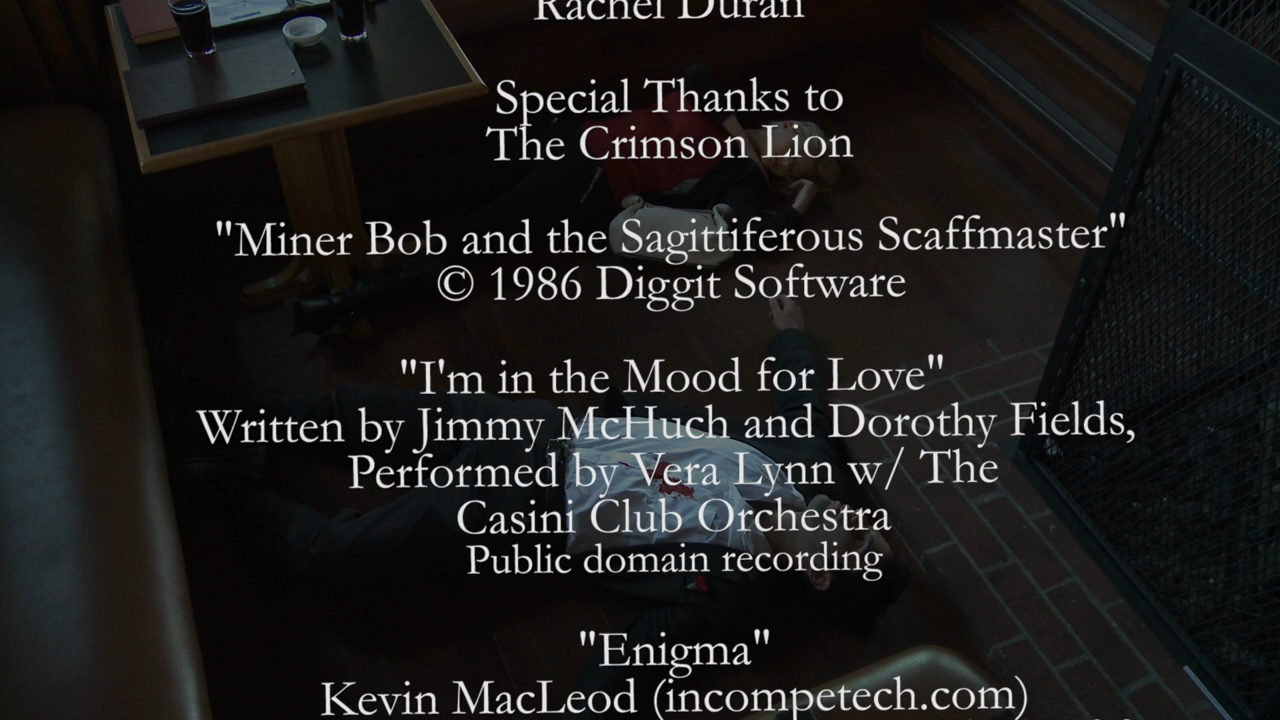 Rachel Duran
Special Thanks to
The Crimson Lion
"Miner Bob and the Sagittiferous Scaffmaster"
© 1986 Diggit Software
"I'm in the Mood for Love"
Written by Jimmy McHuch and Dorothy Fields,
Performed by Vera Lynn w/ The
Casini Club Orchestra
Public domain recording
"Enigma"
Kevin MacLeod (incompetech.com)